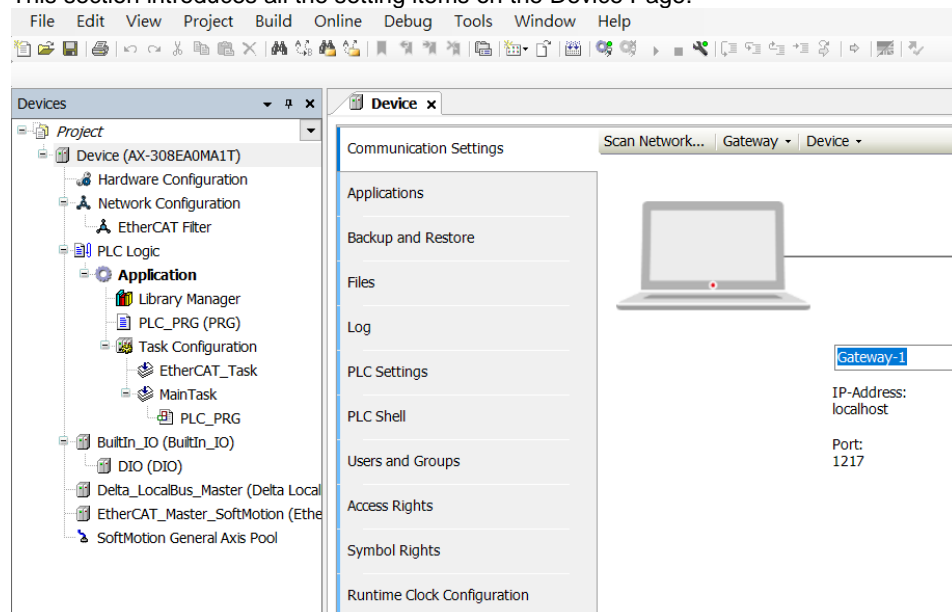 This section introduces all the setting items on the Device Page.
File Edit View Project Build Online Debug Tools Window Help
Devices
Project
Device (AX-308EA0MA1T)
Hardware Configuration
Network Configuration
EtherCAT Filter
PLC Logic
Application
Library Manager
PLC_PRG (PRG)
Task Configuration
EtherCAT_Task
MainTask
PLC_PRG
BuiltIn_IO (BuiltIn_IO)
DIO (DIO)
Delta_LocalBus_Master (Delta Local
EtherCAT_Master_SoftMotion (Ethe
SoftMotion General Axis Pool
Device
Communication Settings
Applications
Backup and Restore
Files
Log
PLC Settings
PLC Shell
Users and Groups
Access Rights
Symbol Rights
Runtime Clock Configuration
Scan Network... Gateway Device
Gateway-1
IP-Address:
localhost
Port:
1217